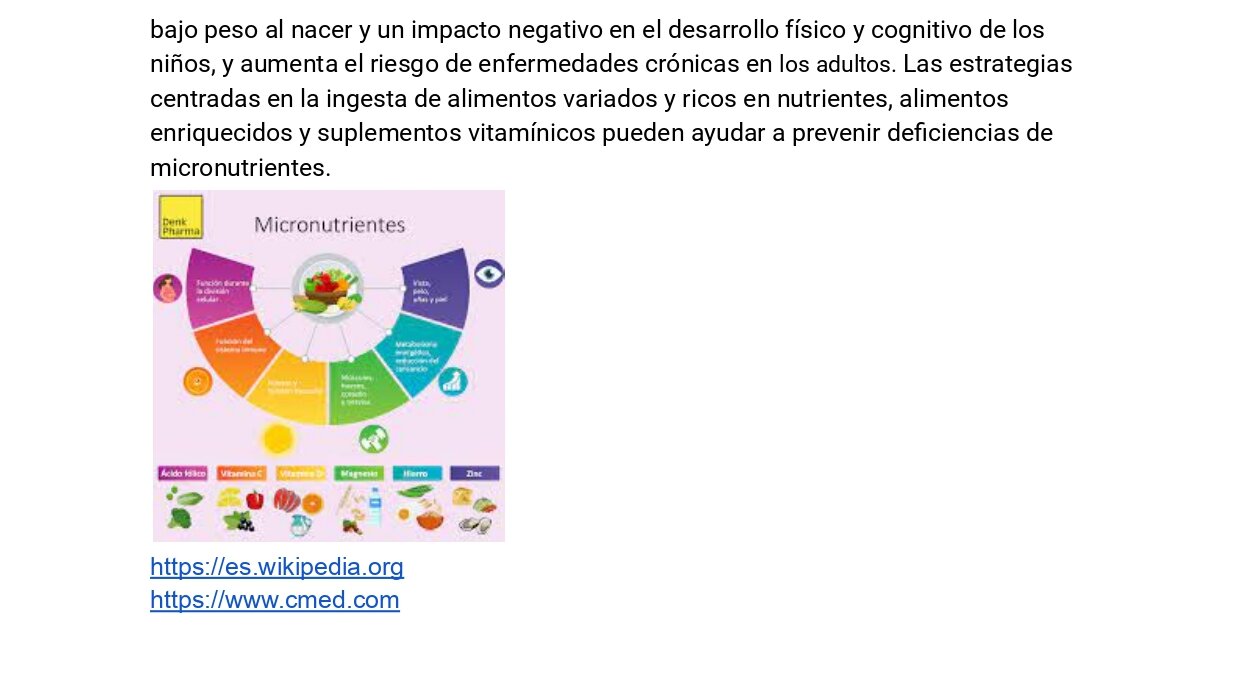 bajo peso al nacer y un impacto negativo en el desarrollo físico y cognitivo de los
niños, y aumenta el riesgo de enfermedades crónicas en los adultos. Las estrategias
centradas en la ingesta de alimentos variados y ricos en nutrientes, alimentos
enriquecidos y suplementos vitamínicos pueden ayudar a prevenir deficiencias de
micronutrientes.
Denk
Pharma
Micronutrientes
Función durante
la división
celular
Vista,
pelo,
uñas y piel
Función del
sistema inmune
Metabolismo
energético,
reducción del
cansancio
Huesos y
Músculos,
huesos,
corazón
y nervios
Ácido fólico
Vitamina C
Vitamina D
Magnesio
Hierro
Zinc
https://es.wikipedia.org
https://www.cmed.com